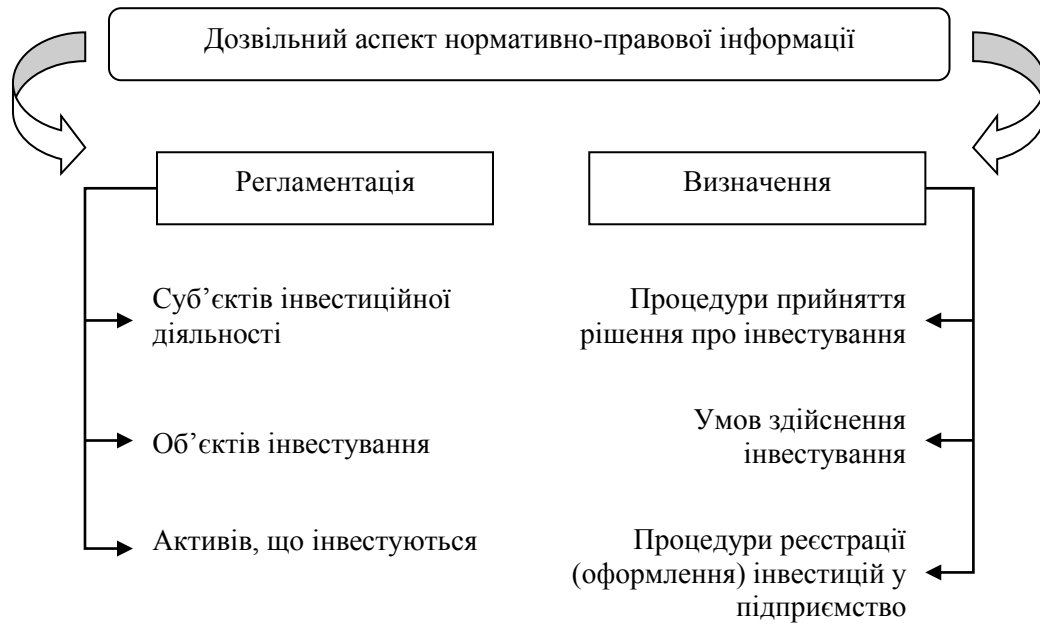 Дозвільний аспект нормативно-правової інформації
Регламентація
Суб’єктів інвестиційної
діяльності
Об’єктів інвестування
Активів, що інвестуються
Визначення
Процедури прийняття
рішення про інвестування
Умов здійснення
інвестування
Процедури реєстрації
(оформлення) інвестицій у
підприємство